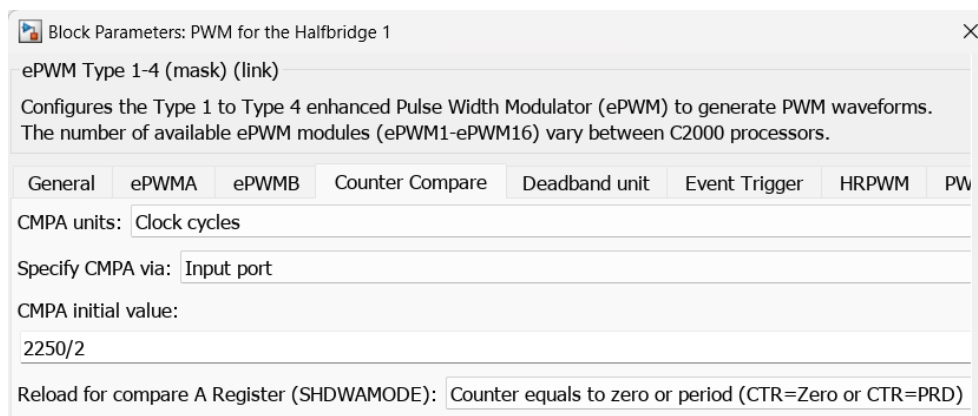 Block Parameters: PWM for the Halfbridge 1
ePWM Type 1-4 (mask) (link)
Configures the Type 1 to Type 4 enhanced Pulse Width Modulator (ePWM) to generate PWM waveforms.
The number of available ePWM modules (ePWM1-ePWM16) vary between C2000 processors.
General ePWMA ePWMB Counter Compare Deadband unit Event Trigger HRPWM PW
CMPA units: Clock cycles
Specify CMPA via: Input port
CMPA initial value:
2250/2
Reload for compare A Register (SHDWAMODE): Counter equals to zero or period (CTR=Zero or CTR=PRD)